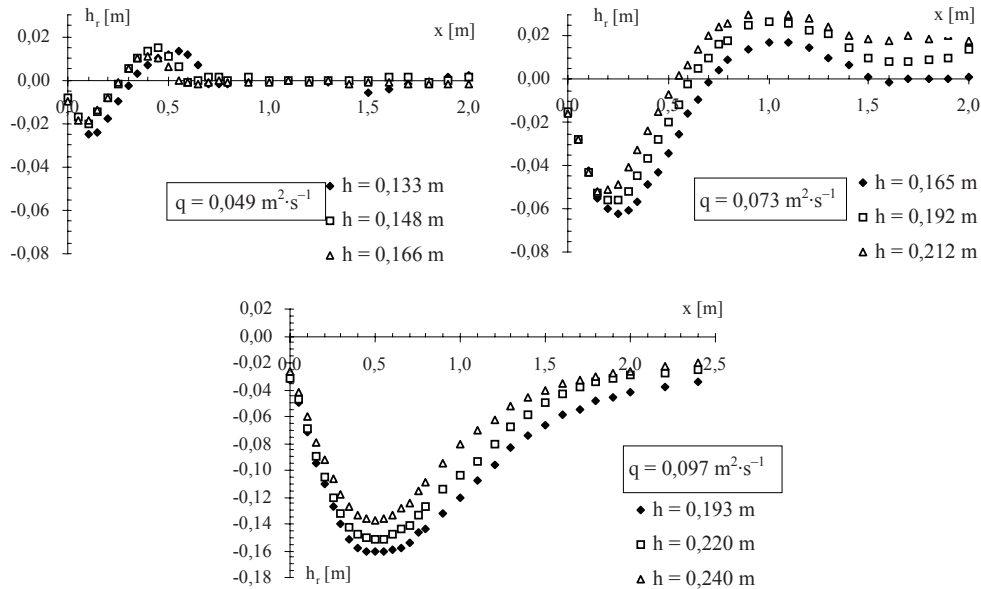 hᵣ [m]
x [m]
0,02
0,00
-0,02
-0,04
-0,06
-0,08
0,0 0,5 1,0 1,5 2,0
q = 0,049 m²·s⁻¹
h = 0,133 m
h = 0,148 m
h = 0,166 m
hᵣ [m]
x [m]
0,02
0,00
-0,02
-0,04
-0,06
-0,08
0,0 0,5 1,0 1,5 2,0
q = 0,073 m²·s⁻¹
h = 0,165 m
h = 0,192 m
h = 0,212 m
x [m]
0,02
0,00
-0,02
-0,04
-0,06
-0,08
-0,10
-0,12
-0,14
-0,16
-0,18
0,0 0,5 1,0 1,5 2,0 2,5
hᵣ [m]
q = 0,097 m²·s⁻¹
h = 0,193 m
h = 0,220 m
h = 0,240 m